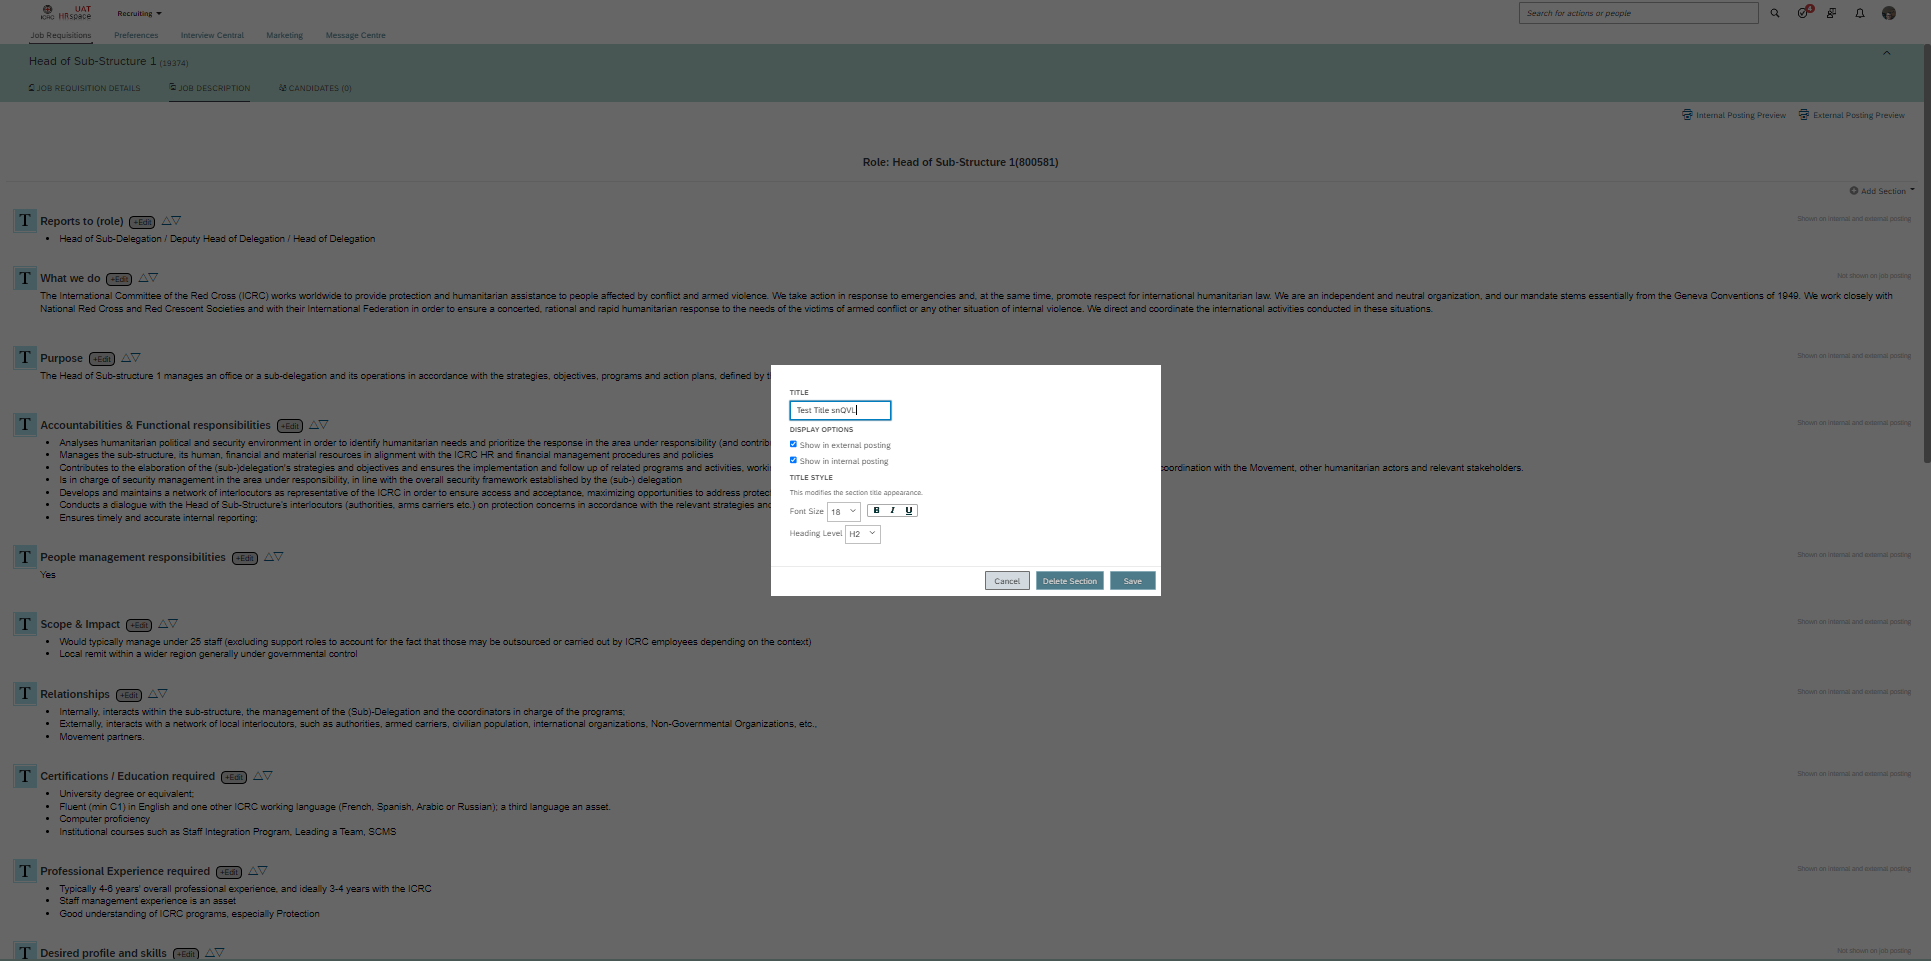 ICRC
UAT
HRspace
Recruiting
Search for actions or people
4
Job Requisitions
Preferences
Interview Central
Marketing
Message Centre
Head of Sub-Structure 1 (19374)
JOB REQUISITION DETAILS
JOB DESCRIPTION
CANDIDATES (0)
Internal Posting Preview
External Posting Preview
Role: Head of Sub-Structure 1(800581)
Add Section
T Reports to (role) +Edit
Shown on internal and external posting
• Head of Sub-Delegation / Deputy Head of Delegation / Head of Delegation
T What we do +Edit
Not shown on job posting
The International Committee of the Red Cross (ICRC) works worldwide to provide protection and humanitarian assistance to people affected by conflict and armed violence. We take action in response to emergencies and, at the same time, promote respect for international humanitarian law. We are an independent and neutral organization, and our mandate stems essentially from the Geneva Conventions of 1949. We work closely with
National Red Cross and Red Crescent Societies and with their International Federation in order to ensure a concerted, rational and rapid humanitarian response to the needs of the victims of armed conflict or any other situation of internal violence. We direct and coordinate the international activities conducted in these situations.
T Purpose +Edit
Shown on internal and external posting
The Head of Sub-structure 1 manages an office or a sub-delegation and its operations in accordance with the strategies, objectives, programs and action plans, defined by
T Accountabilities & Functional responsibilities +Edit
Shown on internal and external posting
• Analyses humanitarian political and security environment in order to identify humanitarian needs and prioritize the response in the area under responsibility (and
• Manages the sub-structure, its human, financial and material resources in alignment with the ICRC HR and financial management procedures and policies
• Contributes to the elaboration of the (sub-)delegation's strategies and objectives and ensures the implementation and follow up of related programs and activities, with the Movement, other humanitarian actors and relevant stakeholders.
• Is in charge of security management in the area under responsibility, in line with the overall security framework established by the (sub-) delegation
• Develops and maintains a network of interlocutors as representative of the ICRC in order to ensure access and acceptance, maximizing opportunities to address
• Conducts a dialogue with the Head of Sub-Structure's interlocutors (authorities, arms carriers etc.) on protection concerns in accordance with the relevant strategies
• Ensures timely and accurate internal reporting;
T People management responsibilities +Edit
Shown on internal and external posting
Yes
T Scope & Impact +Edit
Shown on internal and external posting
• Would typically manage under 25 staff (excluding support roles to account for the fact that those may be outsourced or carried out by ICRC employees depending on the context)
• Local remit within a wider region generally under governmental control
T Relationships +Edit
Shown on internal and external posting
• Internally, interacts within the sub-structure, the management of the (Sub)-Delegation and the coordinators in charge of the programs;
• Externally, interacts with a network of local interlocutors, such as authorities, armed carriers, civilian population, international organizations, Non-Governmental Organizations, etc.,
• Movement partners.
T Certifications / Education required +Edit
Shown on internal and external posting
• University degree or equivalent;
• Fluent (min C1) in English and one other ICRC working language (French, Spanish, Arabic or Russian); a third language an asset.
• Computer proficiency
• Institutional courses such as Staff Integration Program, Leading a Team, SCMS
T Professional Experience required +Edit
Shown on internal and external posting
• Typically 4-6 years' overall professional experience, and ideally 3-4 years with the ICRC
• Staff management experience is an asset
• Good understanding of ICRC programs, especially Protection
T Desired profile and skills +Edit
Not shown on job posting
TITLE
Test Title snQVL
DISPLAY OPTIONS
Show in external posting
Show in internal posting
TITLE STYLE
This modifies the section title appearance.
Font Size 18 B I U
Heading Level H2
Cancel
Delete Section
Save